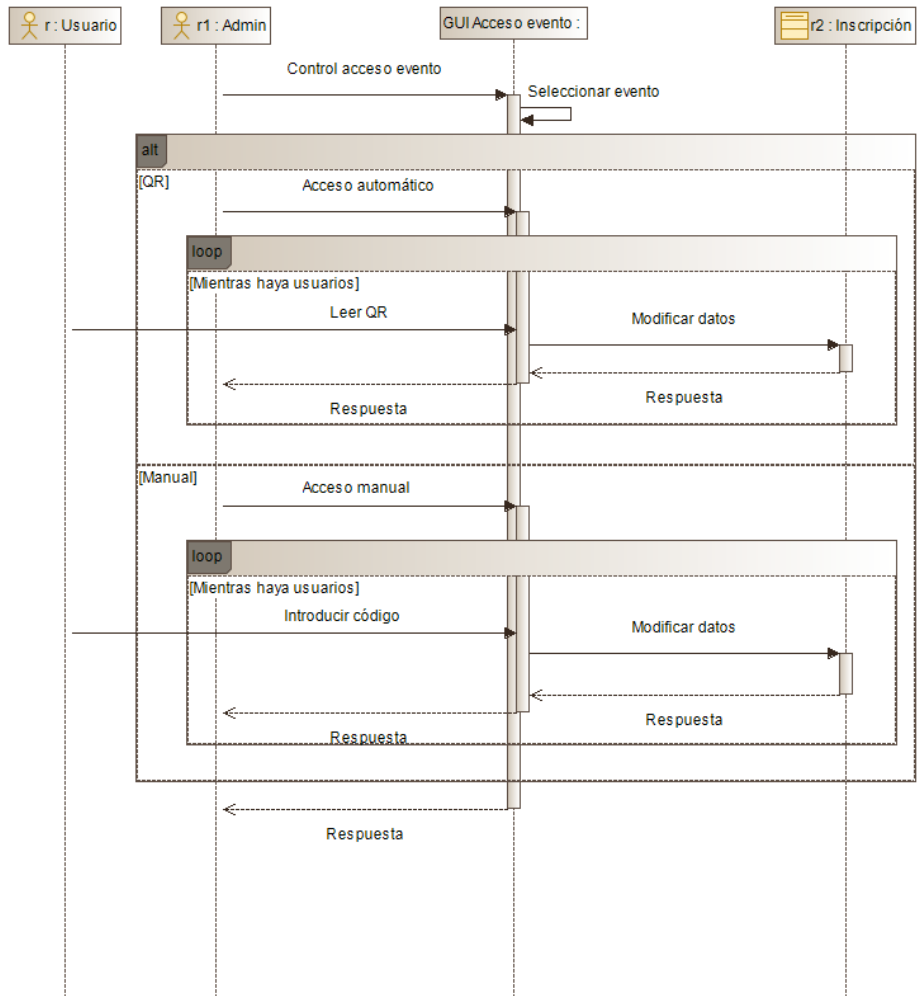 r : Usuario
r1 : Admin
GUI Acceso evento :
r2 : Inscripción
Control acceso evento
Seleccionar evento
alt
[QR]
Acceso automático
loop
[Mientras haya usuarios]
Leer QR
Modificar datos
Respuesta
Respuesta
[Manual]
Acceso manual
loop
[Mientras haya usuarios]
Introducir código
Modificar datos
Respuesta
Respuesta
Respuesta